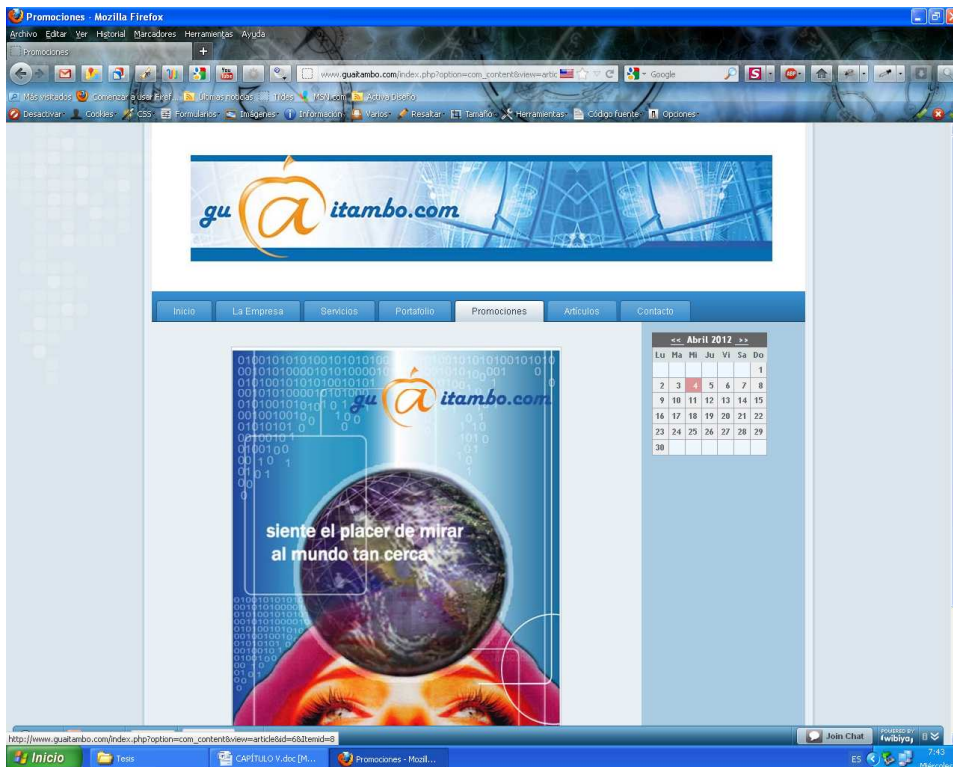 Promociones - Mozilla Firefox
Archivo Editar Ver Historial Marcadores Herramientas Ayuda
Promociones +
www.guaitambo.com/index.php?option=com_content&view=artic
Google
Más visitados Comenzar a usar Firef... Últimas noticias Tildes MSN.com Activa Diseño
Desactivar Cookies CSS Formularios Imágenes Información Varios Resaltar Tamaño Herramientas Código fuente Opciones
gu@itambo.com
Inicio La Empresa Servicios Portafolio Promociones Artículos Contacto
<< Abril 2012 >>
Lu Ma Mi Ju Vi Sa Do
1
2 3 4 5 6 7 8
9 10 11 12 13 14 15
16 17 18 19 20 21 22
23 24 25 26 27 28 29
30
gu@itambo.com
siente el placer de mirar
al mundo tan cerca
http://www.guaitambo.com/index.php?option=com_content&view=article&id=6&Itemid=8
Join Chat POWERED BY wibiya
Inicio Tesis CAPÍTULO V.doc [M... Promociones - Mozil...
ES 7:43
Miércoles